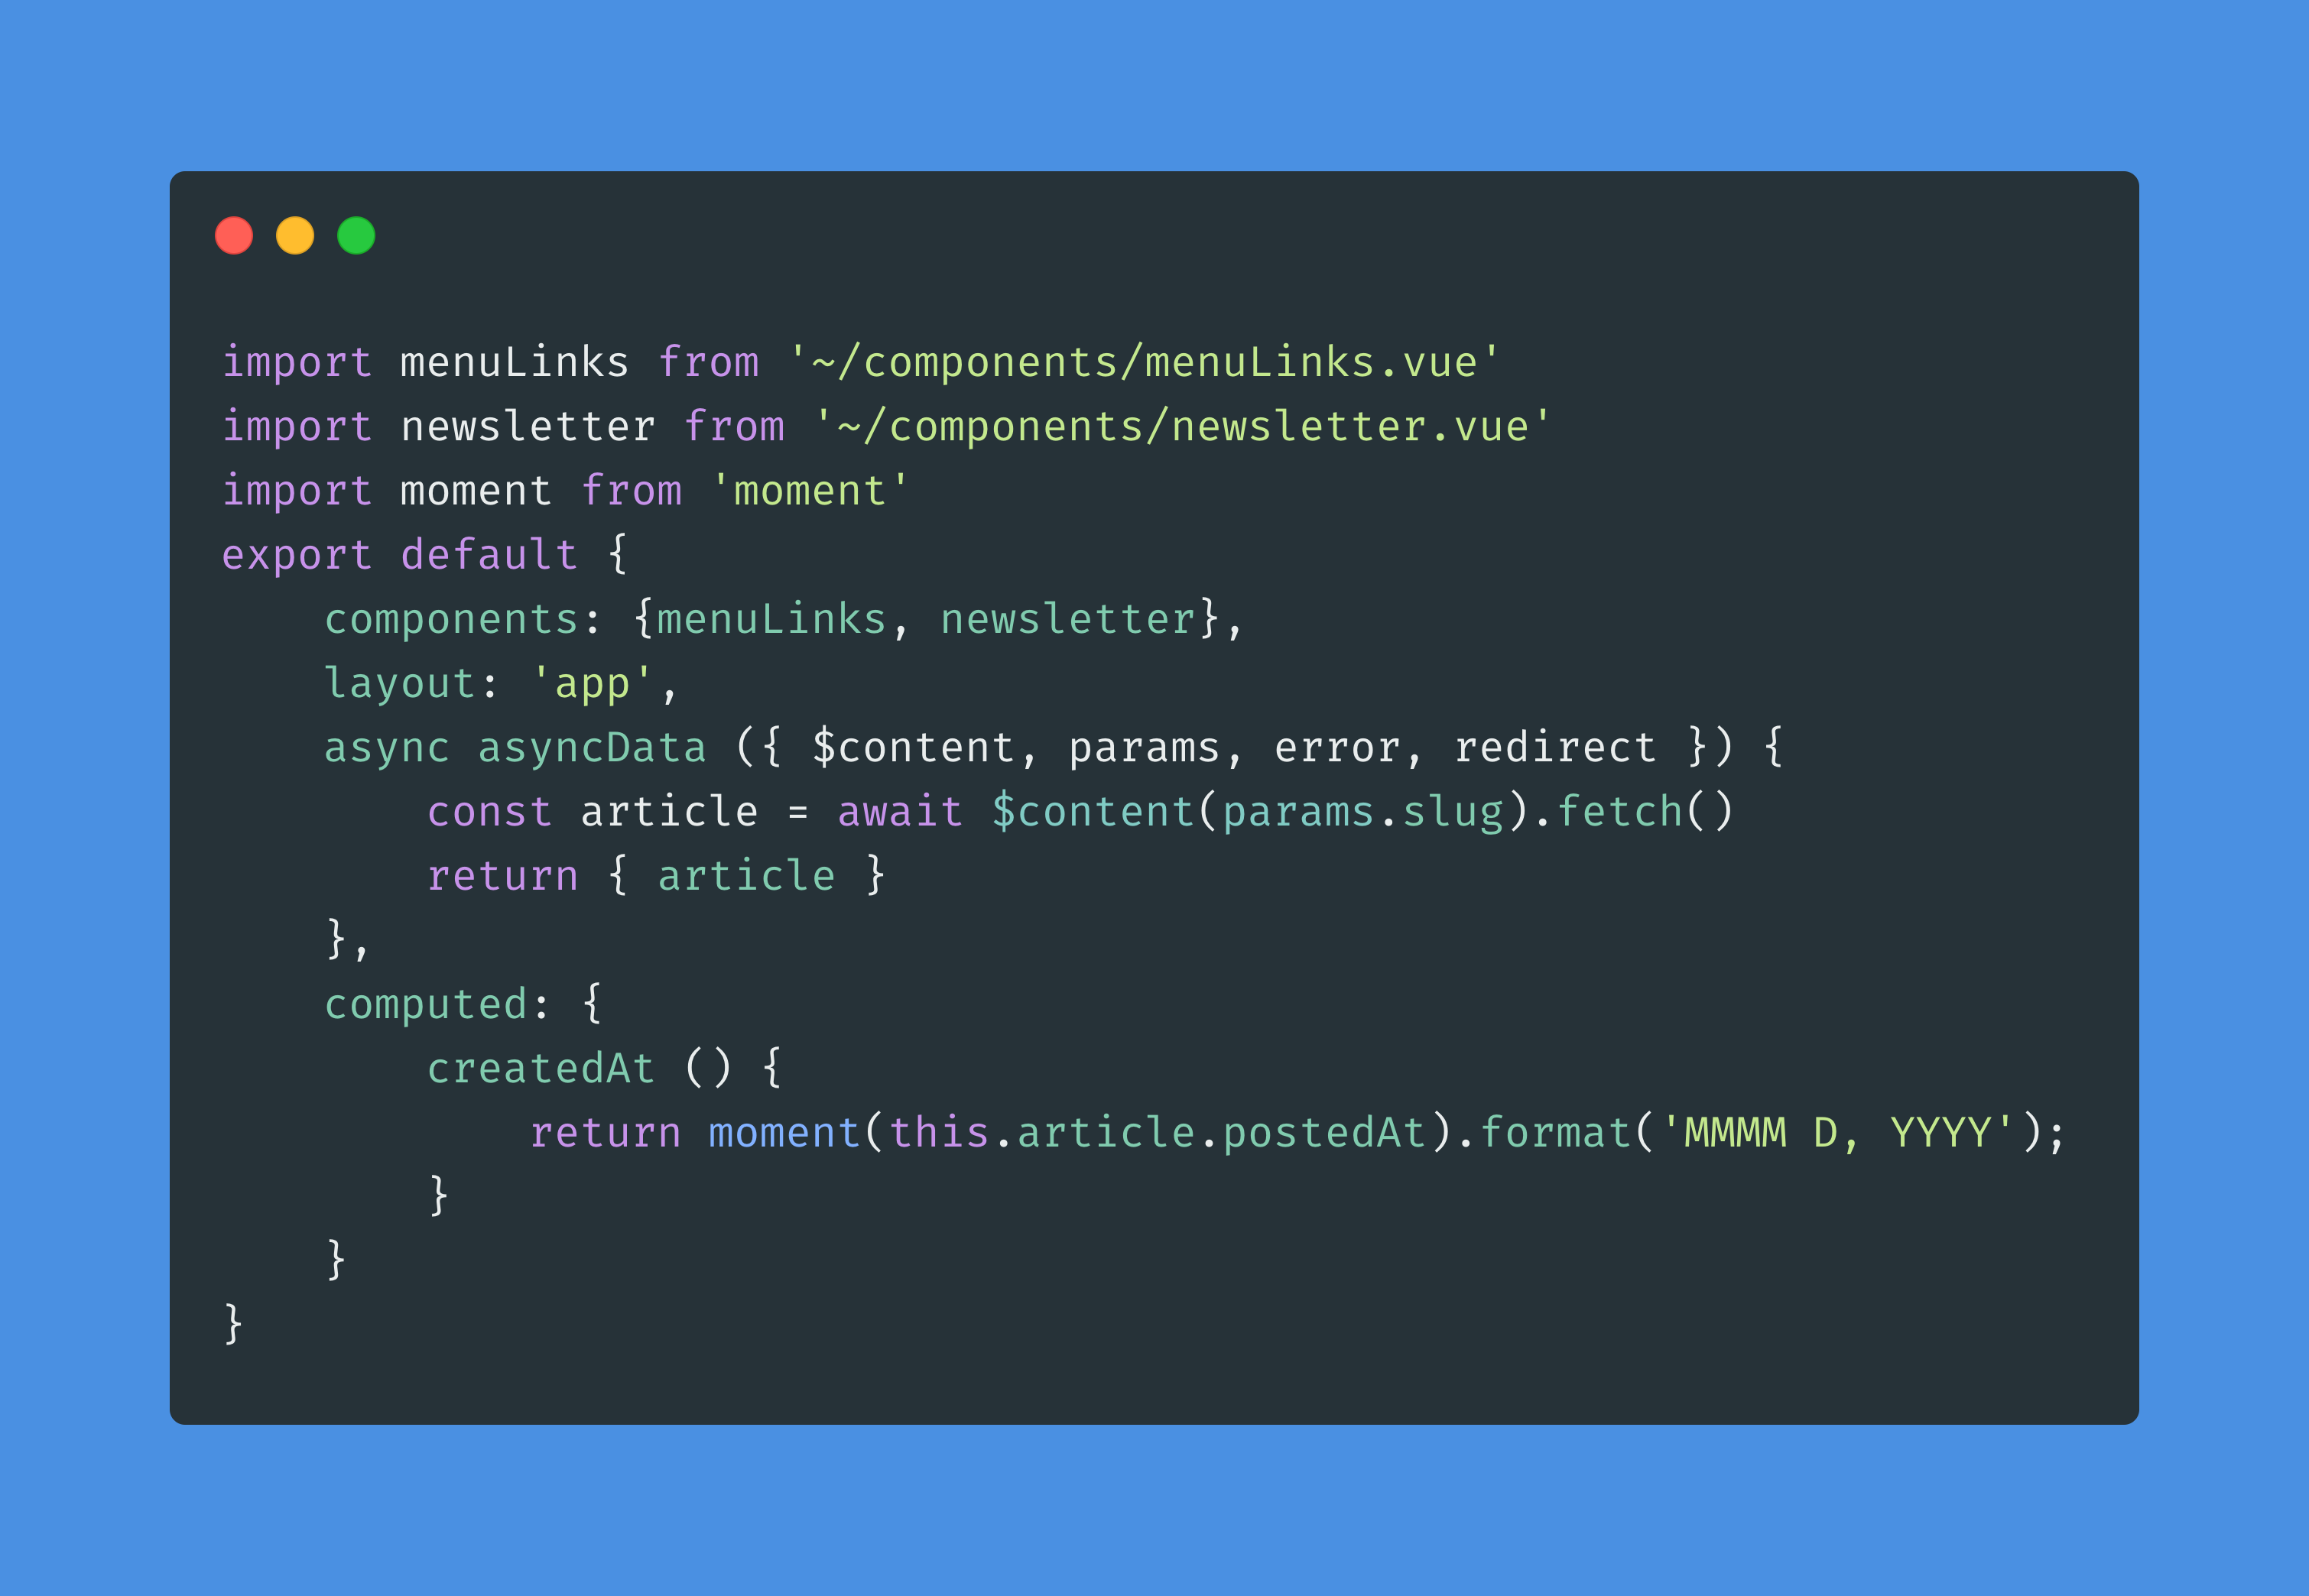 import menuLinks from '~/components/menuLinks.vue'
import newsletter from '~/components/newsletter.vue'
import moment from 'moment'
export default {
    components: {menuLinks, newsletter},
    layout: 'app',
    async asyncData ({ $content, params, error, redirect }) {
        const article = await $content(params.slug).fetch()
        return { article }
    },
    computed: {
        createdAt () {
            return moment(this.article.postedAt).format('MMMM D, YYYY');
        }
    }
}